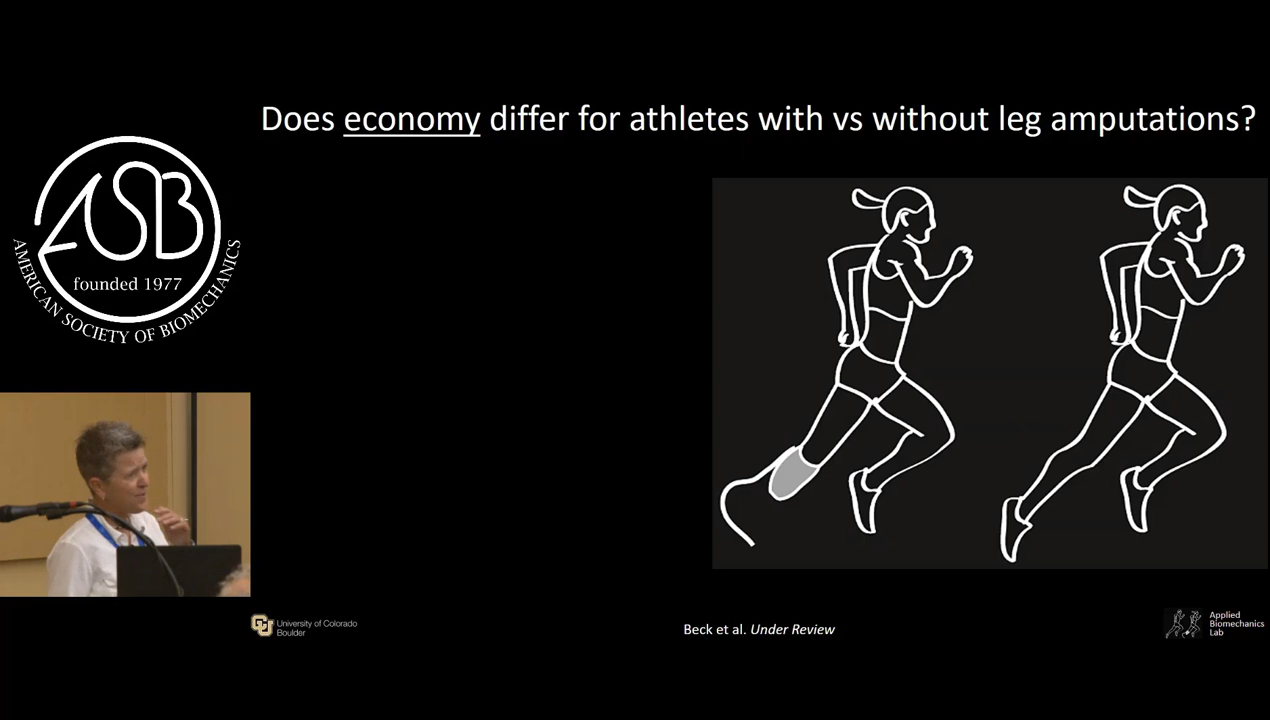 Does economy differ for athletes with vs without leg amputations?
ASB
founded 1977
AMERICAN SOCIETY OF BIOMECHANICS
University of Colorado
Boulder
Beck et al. Under Review
Applied
Biomechanics
Lab